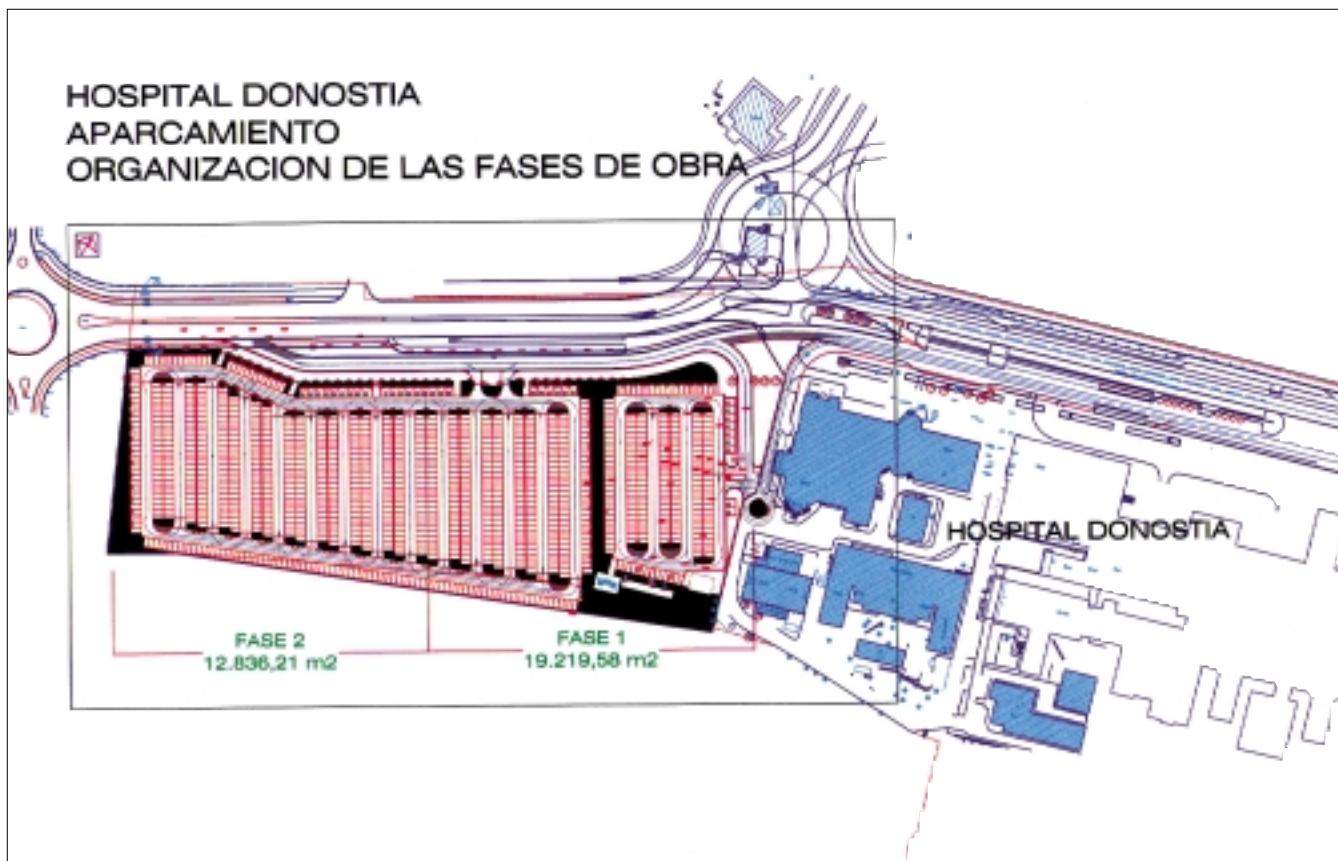 HOSPITAL DONOSTIA
APARCAMIENTO
ORGANIZACION DE LAS FASES DE OBRA
HOSPITAL DONOSTIA
FASE 2
12.836,21 m2
FASE 1
19.219,58 m2